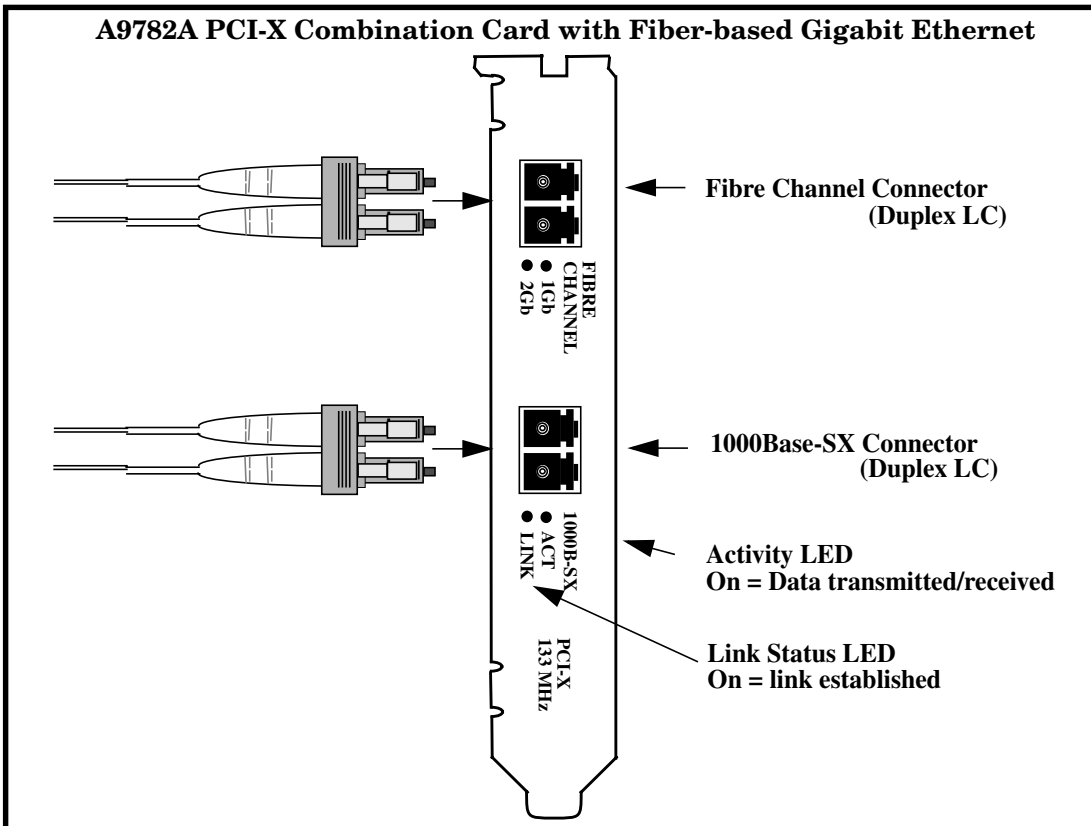 A9782A PCI-X Combination Card with Fiber-based Gigabit Ethernet
Fibre Channel Connector
(Duplex LC)
FIBRE
CHANNEL
1Gb
2Gb
1000Base-SX Connector
(Duplex LC)
1000B-SX
ACT
LINK
Activity LED
On = Data transmitted/received
Link Status LED
On = link established
PCI-X
133 MHz